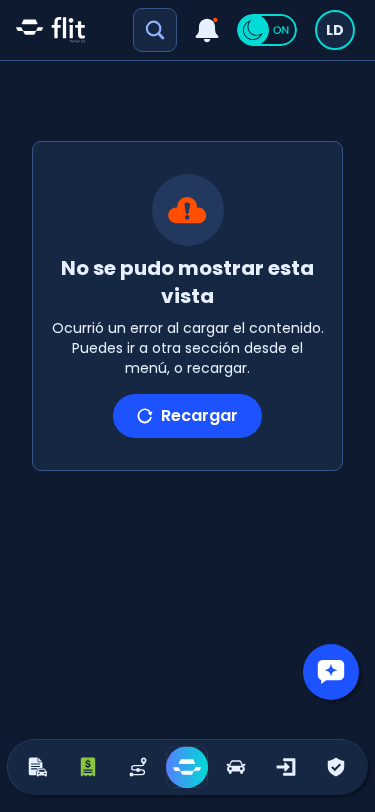 flit
ON
LD
No se pudo mostrar esta
vista
Ocurrió un error al cargar el contenido.
Puedes ir a otra sección desde el
menú, o recargar.
Recargar